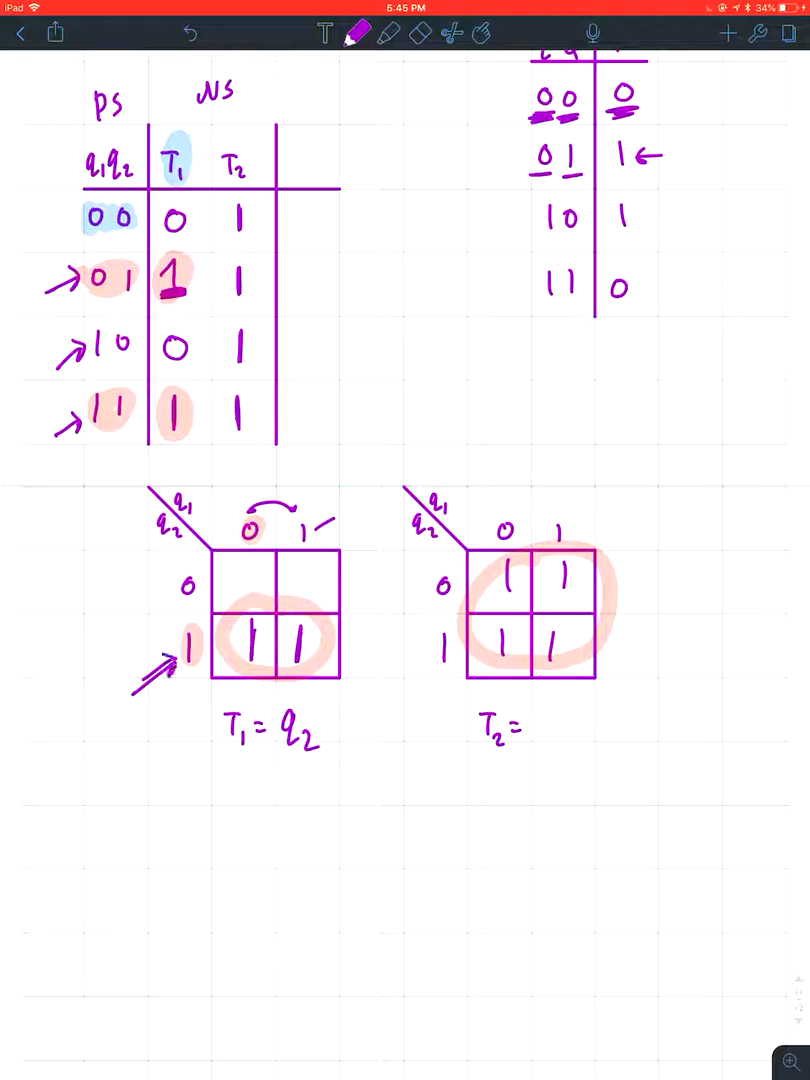 iPad 5:45 PM 34%
T
PS NS
q₁q₂ T₁ T₂
0 0 0 1
0 1 1 1
1 0 0 1
1 1 1 1
0 0 0
0 1 1 ←
1 0 1
1 1 0
q₁
q₂ 0 1
0
1 1 1
T₁ = q₂
q₁
q₂ 0 1
0 1 1
1 1 1
T₂ =